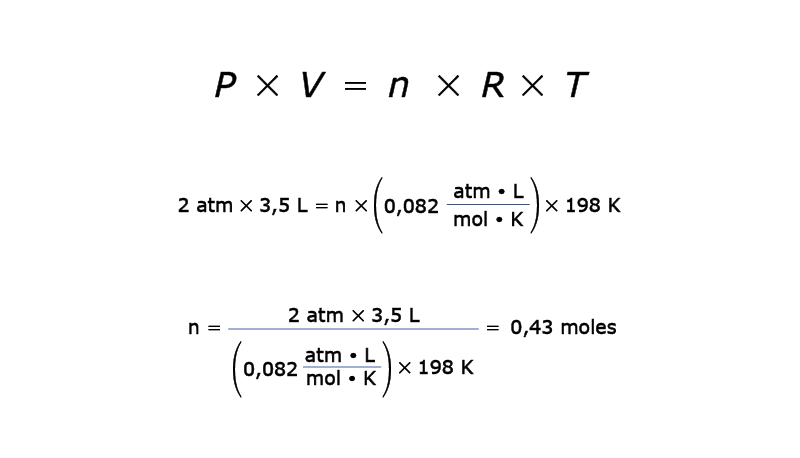 P × V = n × R × T
2 atm × 3,5 L = n × (0,082 atm • L / mol • K) × 198 K
n = 2 atm × 3,5 L / (0,082 atm • L / mol • K) × 198 K = 0,43 moles